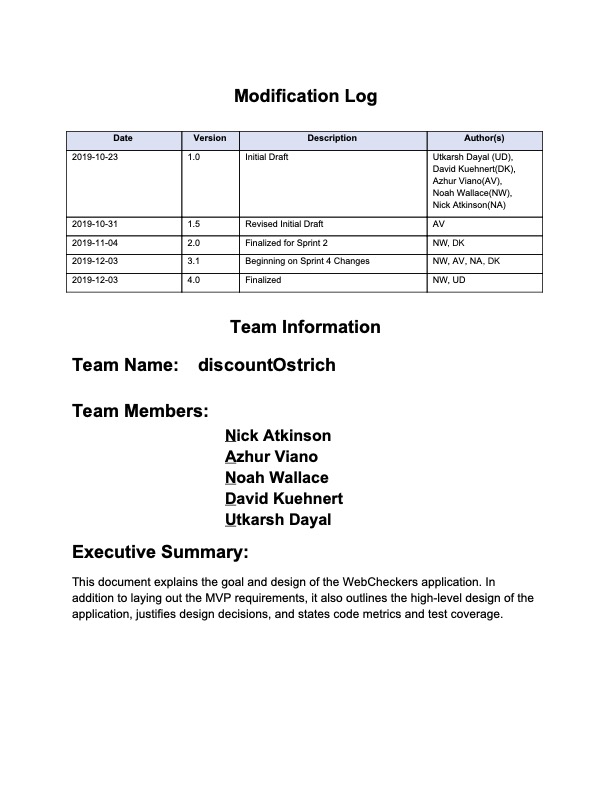 Modification Log
Date Version Description Author(s)
2019-10-23 1.0 Initial Draft Utkarsh Dayal (UD),
David Kuehnert(DK),
Azhur Viano(AV),
Noah Wallace(NW),
Nick Atkinson(NA)
2019-10-31 1.5 Revised Initial Draft AV
2019-11-04 2.0 Finalized for Sprint 2 NW, DK
2019-12-03 3.1 Beginning on Sprint 4 Changes NW, AV, NA, DK
2019-12-03 4.0 Finalized NW, UD
Team Information
Team Name: discountOstrich
Team Members:
Nick Atkinson
Azhur Viano
Noah Wallace
David Kuehnert
Utkarsh Dayal
Executive Summary:
This document explains the goal and design of the WebCheckers application. In
addition to laying out the MVP requirements, it also outlines the high-level design of the
application, justifies design decisions, and states code metrics and test coverage.